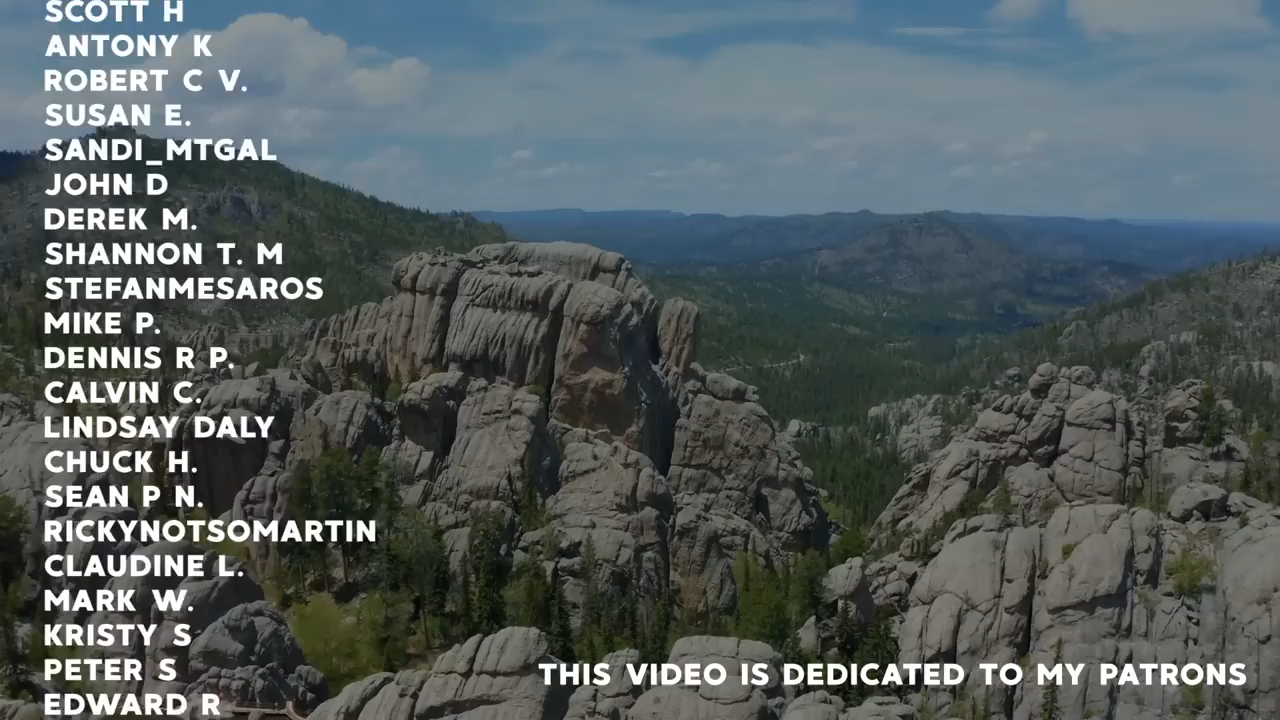 SCOTT H
ANTONY K
ROBERT C V.
SUSAN E.
SANDI_MTGAL
JOHN D
DEREK M.
SHANNON T. M
STEFANMESAROS
MIKE P.
DENNIS R P.
CALVIN C.
LINDSAY DALY
CHUCK H.
SEAN P N.
RICKYNOTSOMARTIN
CLAUDINE L.
MARK W.
KRISTY S
PETER S
EDWARD R
THIS VIDEO IS DEDICATED TO MY PATRONS